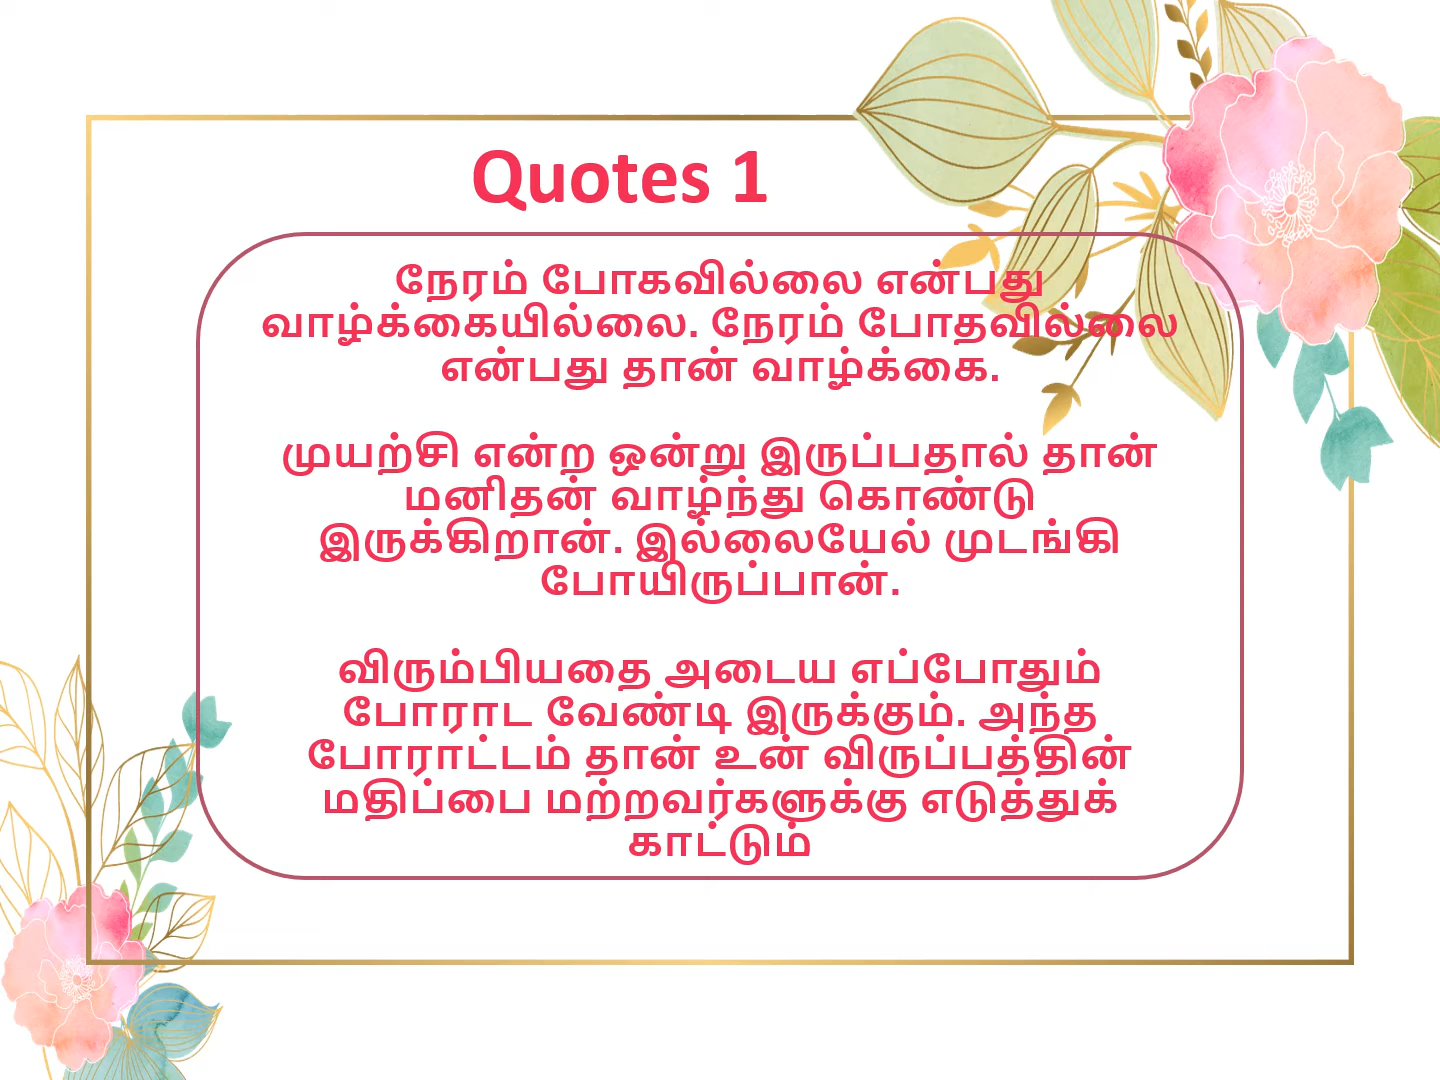 Quotes 1
நேரம் போகவில்லை என்பது
வாழ்க்கையில்லை. நேரம் போதவில்லை
என்பது தான் வாழ்க்கை.
முயற்சி என்ற ஒன்று இருப்பதால் தான்
மனிதன் வாழ்ந்து கொண்டு
இருக்கிறான். இல்லையேல் முடங்கி
போயிருப்பான்.
விரும்பியதை அடைய எப்போதும்
போராட வேண்டி இருக்கும். அந்த
போராட்டம் தான் உன் விருப்பத்தின்
மதிப்பை மற்றவர்களுக்கு எடுத்துக்
காட்டும்